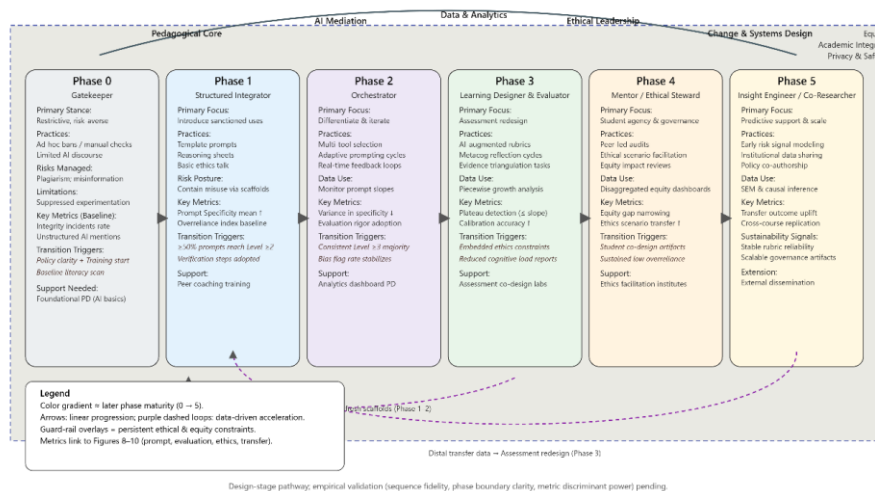 Data & Analytics
AI Mediation
Ethical Leadership
Pedagogical Core
Change & Systems Design
Equ
Academic Integr
Privacy & Saf
Phase 0
Gatekeeper
Primary Stance:
Restrictive, risk averse
Practices:
Ad hoc bans / manual checks
Limited AI discourse
Risks Managed:
Plagiarism; misinformation
Limitations:
Suppressed experimentation
Key Metrics (Baseline):
Integrity incidents rate
Unstructured AI mentions
Transition Triggers:
Policy clarity + Training start
Baseline literacy scan
Support Needed:
Foundational PD (AI basics)
Phase 1
Structured Integrator
Primary Focus:
Introduce sanctioned uses
Practices:
Template prompts
Reasoning sheets
Basic ethics talk
Risk Posture:
Contain misuse via scaffolds
Key Metrics:
Prompt Specificity mean ↑
Overreliance index baseline
Transition Triggers:
≥50% prompts reach Level ≥2
Verification steps adopted
Support:
Peer coaching training
Phase 2
Orchestrator
Primary Focus:
Differentiate & iterate
Practices:
Multi tool selection
Adaptive prompting cycles
Real-time feedback loops
Data Use:
Monitor prompt slopes
Key Metrics:
Variance in specificity ↓
Evaluation rigor adoption
Transition Triggers:
Consistent Level ≥3 majority
Bias flag rate stabilizes
Support:
Analytics dashboard PD
Phase 3
Learning Designer & Evaluator
Primary Focus:
Assessment redesign
Practices:
AI augmented rubrics
Metacog reflection cycles
Evidence triangulation tasks
Data Use:
Piecewise growth analysis
Key Metrics:
Plateau detection (≤ slope)
Calibration accuracy ↑
Transition Triggers:
Embedded ethics constraints
Reduced cognitive load reports
Support:
Assessment co-design labs
Phase 4
Mentor / Ethical Steward
Primary Focus:
Student agency & governance
Practices:
Peer led audits
Ethical scenario facilitation
Equity impact reviews
Data Use:
Disaggregated equity dashboards
Key Metrics:
Equity gap narrowing
Ethics scenario transfer ↑
Transition Triggers:
Student co-design artifacts
Sustained low overreliance
Support:
Ethics facilitation institutes
Phase 5
Insight Engineer / Co-Researcher
Primary Focus:
Predictive support & scale
Practices:
Early risk signal modeling
Institutional data sharing
Policy co-authorship
Data Use:
SEM & causal inference
Key Metrics:
Transfer outcome uplift
Cross-course replication
Sustainability Signals:
Stable rubric reliability
Scalable governance artifacts
Extension:
External dissemination
Legend
Color gradient ≈ later phase maturity (0 → 5).
Arrows: linear progression; purple dashed loops: data-driven acceleration.
Guard-rail overlays = persistent ethical & equity constraints.
Metrics link to Figures 8–10 (prompt, evaluation, ethics, transfer).
scaffolds (Phase 1 2)
Distal transfer data → Assessment redesign (Phase 3)
Design-stage pathway; empirical validation (sequence fidelity, phase boundary clarity, metric discriminant power) pending.